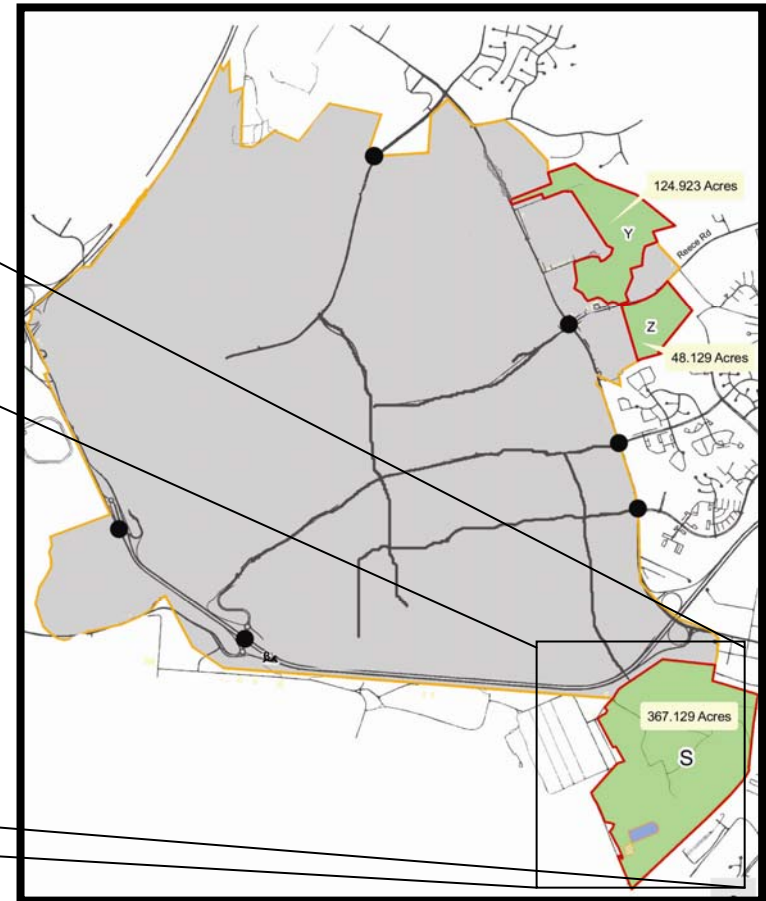 124.923 Acres
Y
Reece Rd
Z
48.129 Acres
367.129 Acres
S